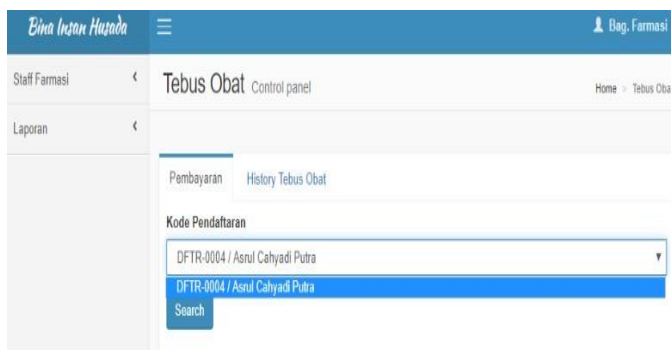 Bina Insan Husada
Bag. Farmasi
Staff Farmasi
Laporan
Tebus Obat Control panel
Home > Tebus Oba
Pembayaran
History Tebus Obat
Kode Pendaftaran
DFTR-0004 / Asrul Cahyadi Putra
DFTR-0004 / Asrul Cahyadi Putra
Search